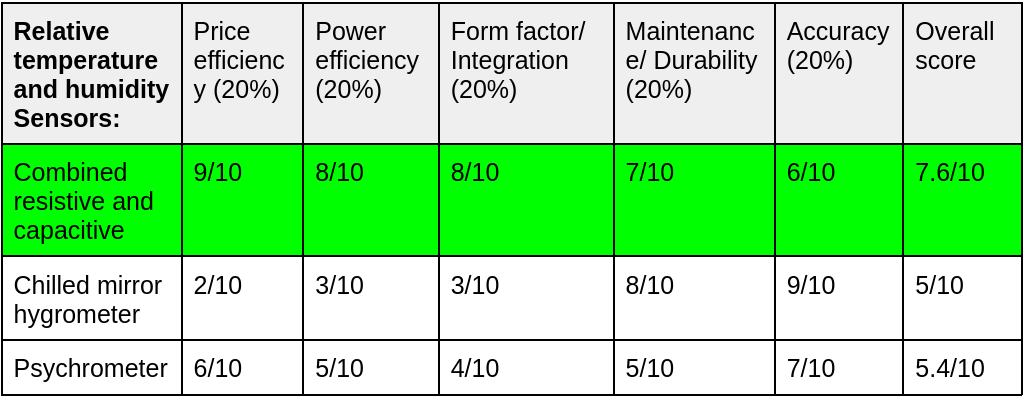 Relative
temperature
and humidity
Sensors:
Price
efficienc
y (20%)
Power
efficiency
(20%)
Form factor/
Integration
(20%)
Maintenanc
e/ Durability
(20%)
Accuracy
(20%)
Overall
score
Combined
resistive and
capacitive
9/10
8/10
8/10
7/10
6/10
7.6/10
Chilled mirror
hygrometer
2/10
3/10
3/10
8/10
9/10
5/10
Psychrometer
6/10
5/10
4/10
5/10
7/10
5.4/10